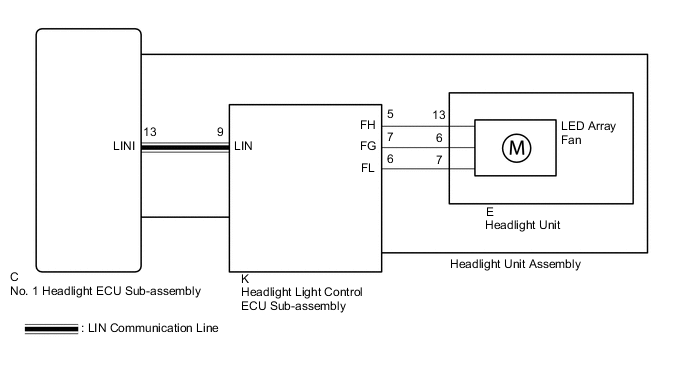 5
13
LED Array
Fan
FH
13
9
7
6
M
LINI
LIN
FG
6
7
FL
E
Headlight Unit
Headlight Unit Assembly
C
No. 1 Headlight ECU Sub-assembly
K
Headlight Light Control
ECU Sub-assembly
: LIN Communication Line